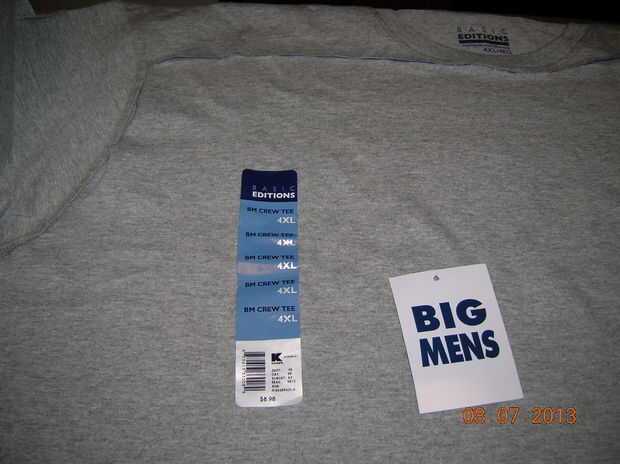 BASIC
EDITIONS
4XL
BASIC
EDITIONS
BM CREW TEE
4XL
BM CREW TEE
4XL
BM CREW TEE
4XL
BM CREW TEE
4XL
BM CREW TEE
4XL
K
$8.98
BIG
MENS
08.07.2013